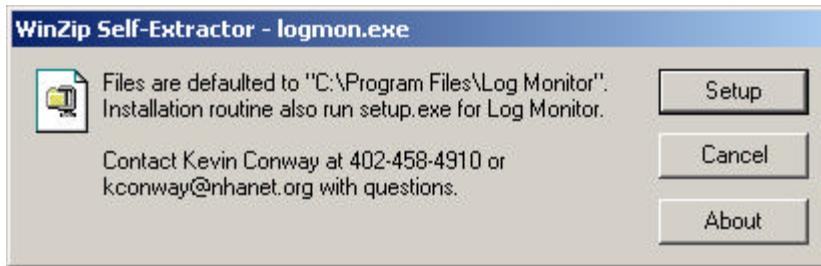 WinZip Self-Extractor - logmon.exe
Files are defaulted to "C:\Program Files\Log Monitor".
Installation routine also run setup.exe for Log Monitor.
Contact Kevin Conway at 402-458-4910 or
kconway@nhanet.org with questions.
Setup
Cancel
About